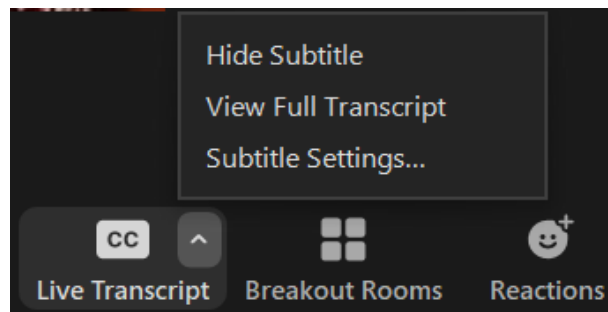 Hide Subtitle
View Full Transcript
Subtitle Settings...
CC
Live Transcript
Breakout Rooms
Reactions